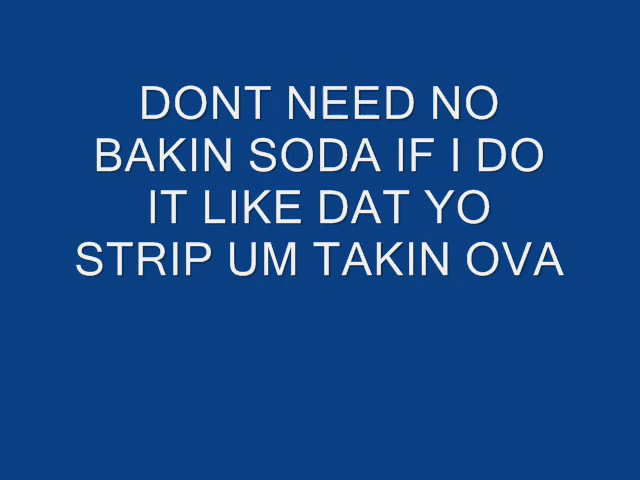 DONT NEED NO
BAKIN SODA IF I DO
IT LIKE DAT YO
STRIP UM TAKIN OVA